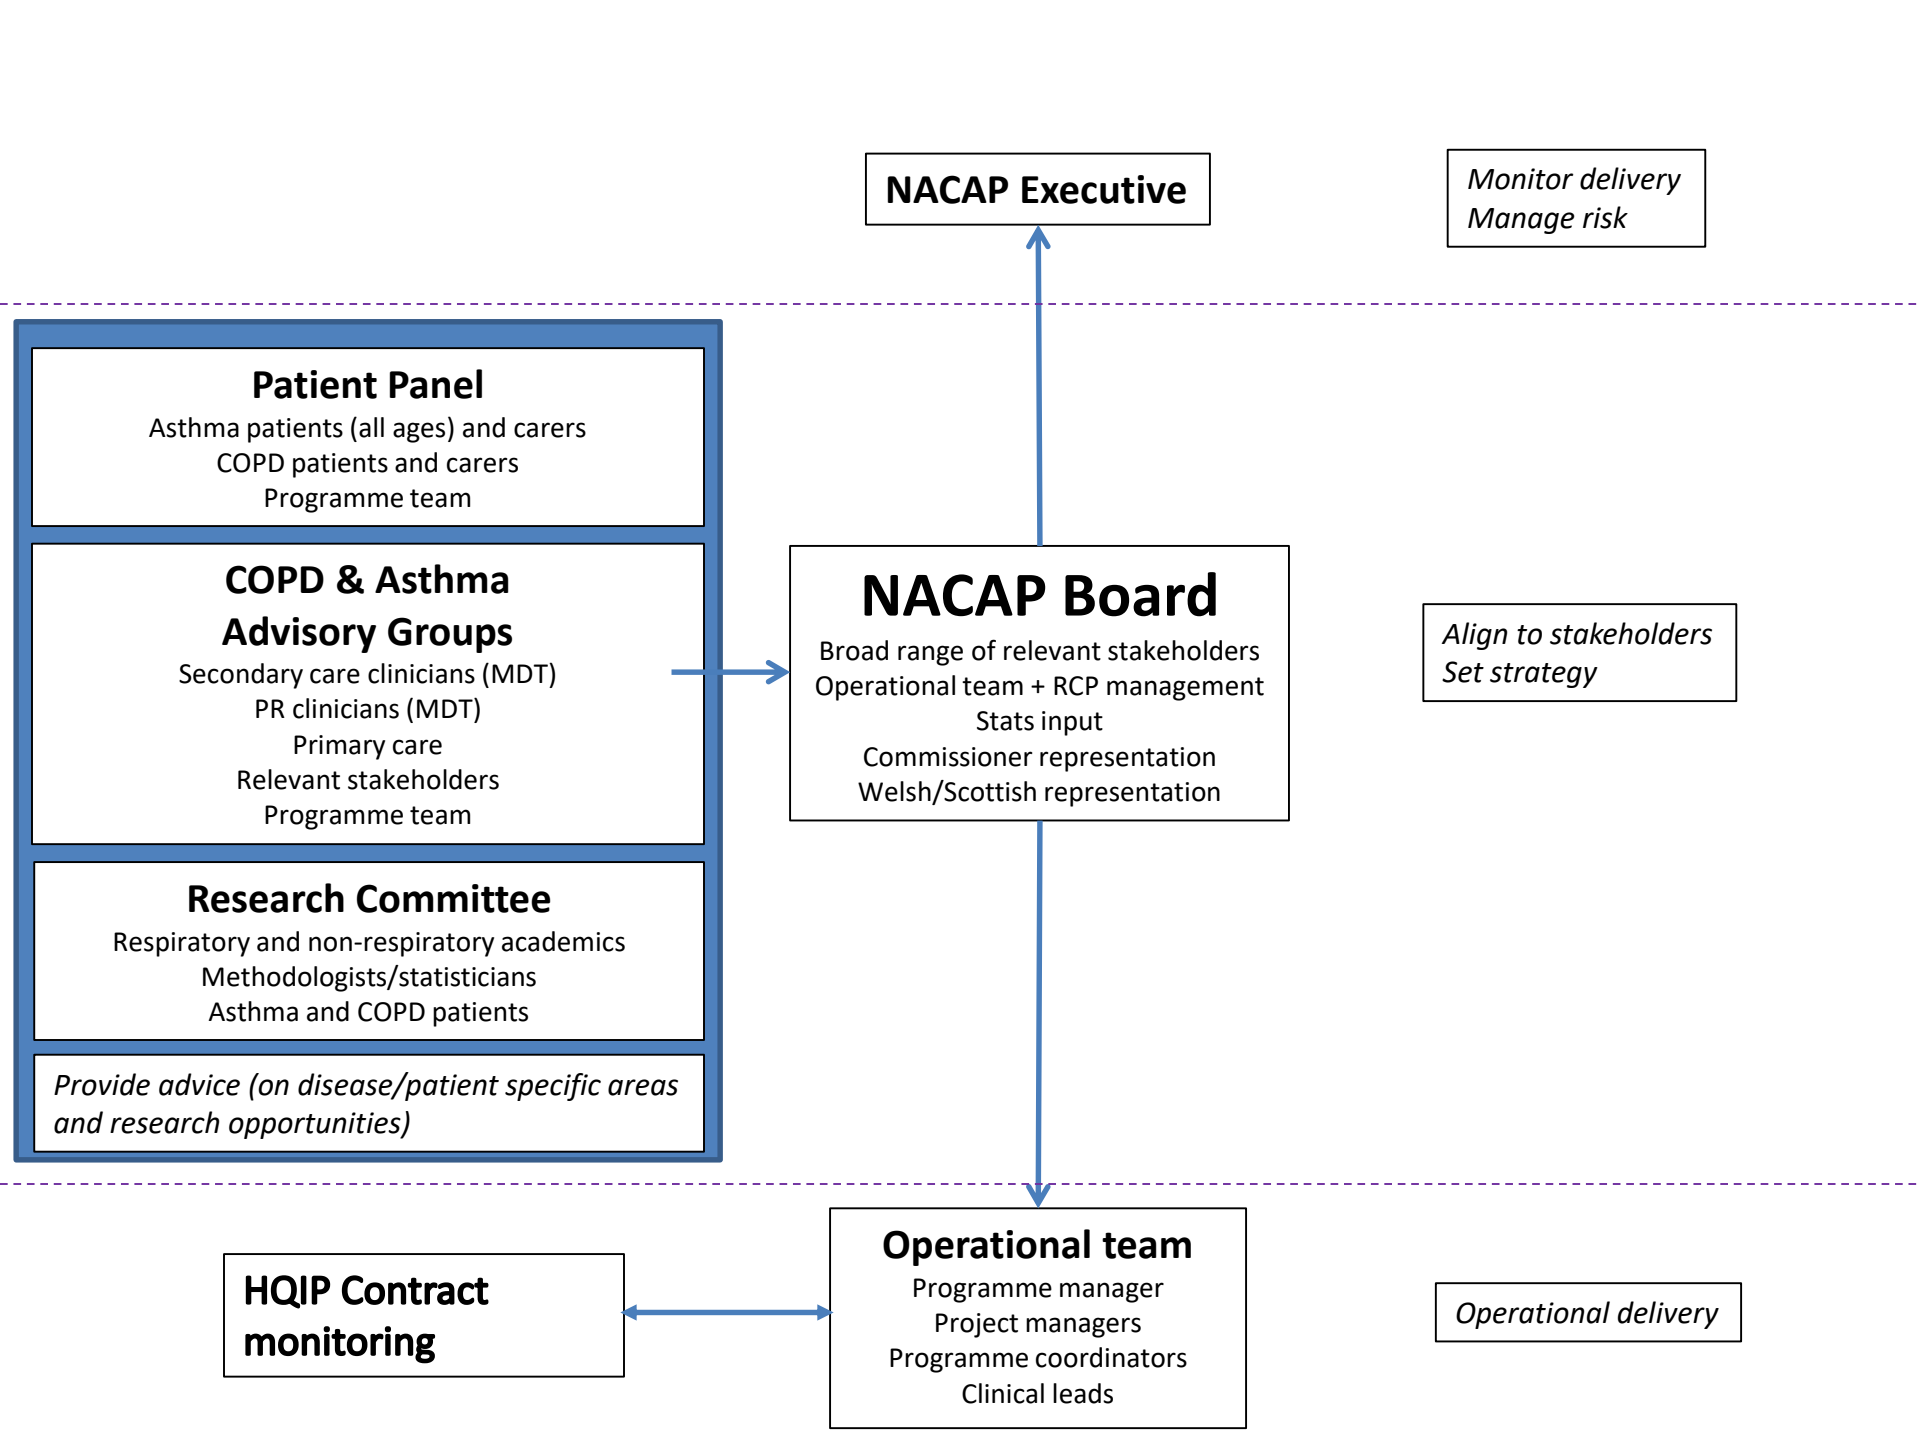 NACAP Executive
Monitor delivery
Manage risk
Patient Panel
Asthma patients (all ages) and carers
COPD patients and carers
Programme team
COPD & Asthma
Advisory Groups
Secondary care clinicians (MDT)
PR clinicians (MDT)
Primary care
Relevant stakeholders
Programme team
Research Committee
Respiratory and non-respiratory academics
Methodologists/statisticians
Asthma and COPD patients
Provide advice (on disease/patient specific areas
and research opportunities)
NACAP Board
Broad range of relevant stakeholders
Operational team + RCP management
Stats input
Commissioner representation
Welsh/Scottish representation
Align to stakeholders
Set strategy
HQIP Contract
monitoring
Operational team
Programme manager
Project managers
Programme coordinators
Clinical leads
Operational delivery